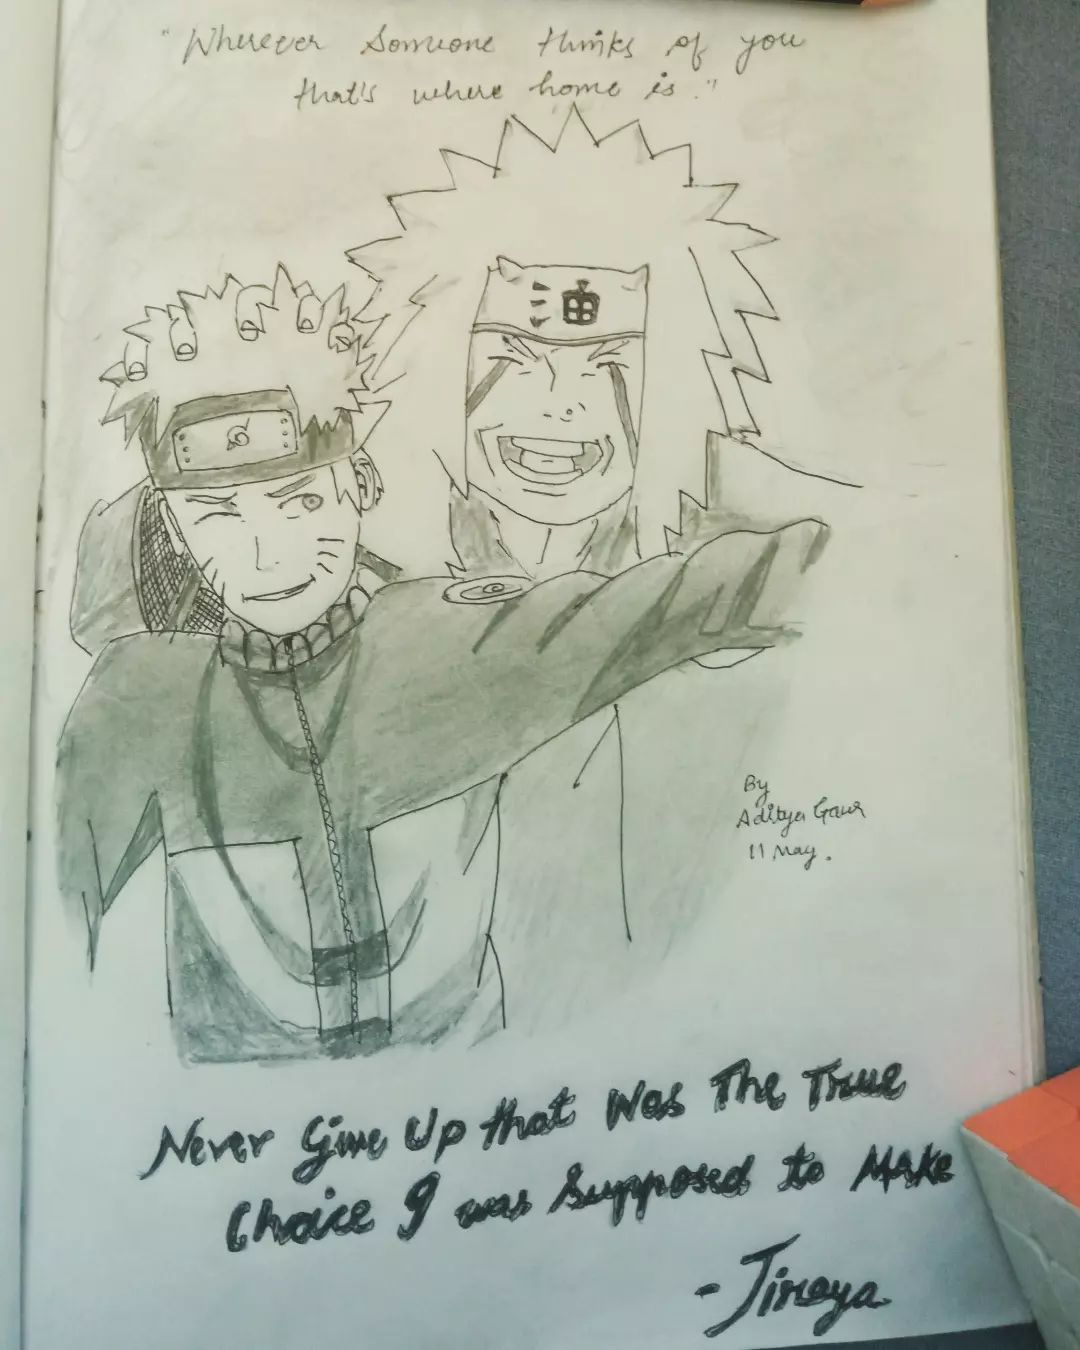 "Wherever Someone thinks of you
that's where home is."
油
By
Aditya Gaur
11 May.
Never Give Up that Was The True
Choice I was Supposed to Make
- Jiraya